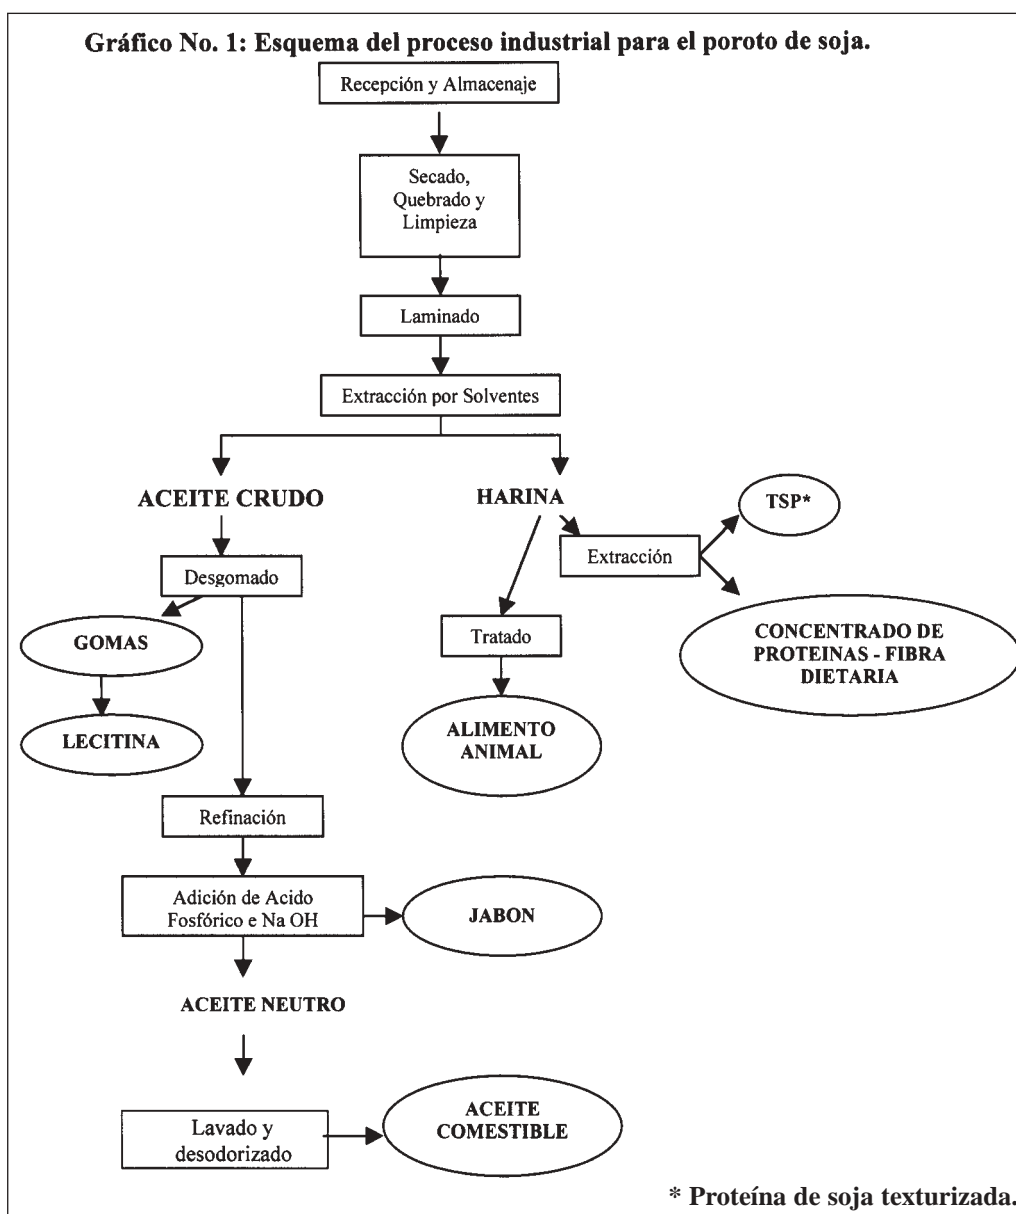 Gráfico No. 1: Esquema del proceso industrial para el poroto de soja.
Recepción y Almacenaje
Secado,
Quebrado y
Limpieza
Laminado
Extracción por Solventes
ACEITE CRUDO
HARINA
TSP*
Extracción
Desgomado
GOMAS
Tratado
CONCENTRADO DE
PROTEINAS - FIBRA
DIETARIA
LECITINA
ALIMENTO
ANIMAL
Refinación
Adición de Acido
Fosfórico e Na OH
JABON
ACEITE NEUTRO
Lavado y
desodorizado
ACEITE
COMESTIBLE
* Proteína de soja texturizada.